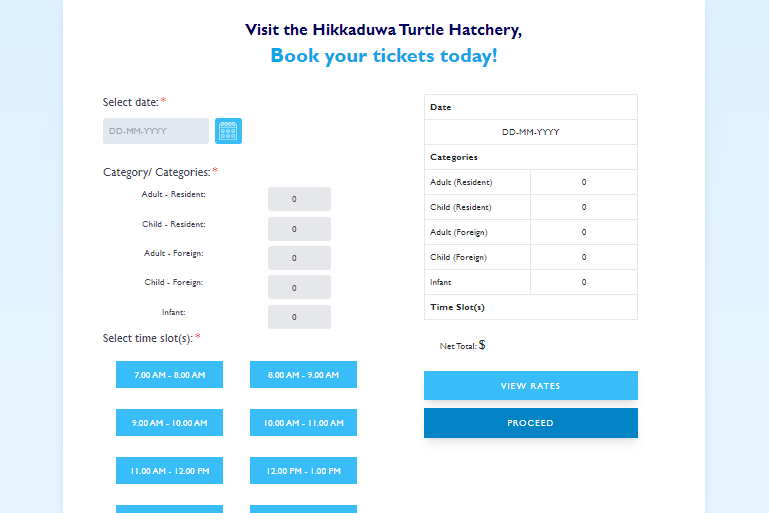 Visit the Hikkaduwa Turtle Hatchery,
Book your tickets today!
Select date: *
DD-MM-YYYY
Category/ Categories: *
Adult - Resident:
0
Child - Resident:
0
Adult - Foreign:
0
Child - Foreign:
0
Infant:
0
Select time slot(s): *
7.00 AM - 8.00 AM
8.00 AM - 9.00 AM
9.00 AM - 10.00 AM
10.00 AM - 11.00 AM
11.00 AM - 12.00 PM
12.00 PM - 1.00 PM
Date
DD-MM-YYYY
Categories
Adult (Resident) 0
Child (Resident) 0
Adult (Foreign) 0
Child (Foreign) 0
Infant 0
Time Slot(s)
Net Total: $
VIEW RATES
PROCEED